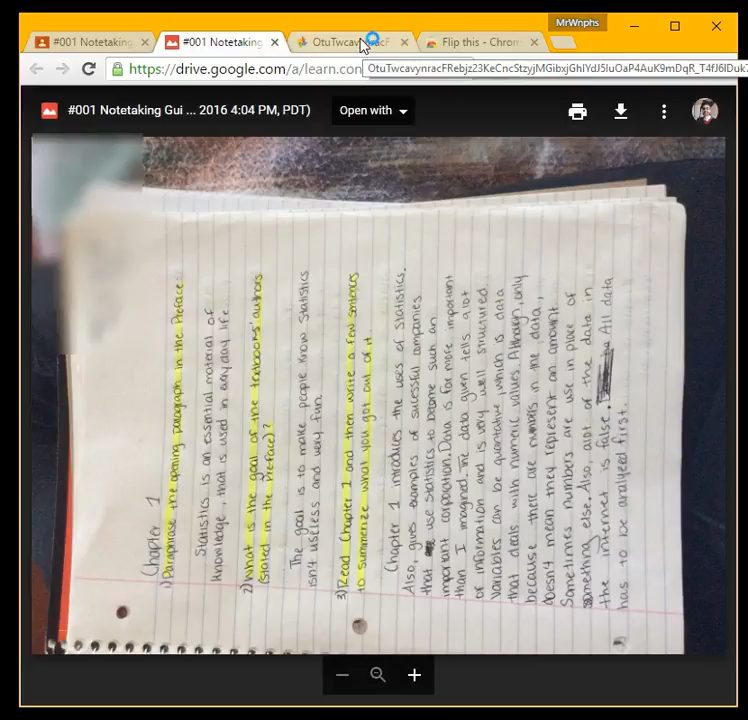 MrWnphs
#001 Notetaking
#001 Notetaking
OtuTwcavynracF
Flip this - Chrom
https://drive.google.com/a/learn.con
OtuTwcavynracFRebjz23KeCncStzyjMGibxjGhlYdJ5luOaP4AuK9mDqR_T4fJ6lDuk
#001 Notetaking Gui ... 2016 4:04 PM, PDT)
Open with
Chapter 1
1) Paraphrase the opening paragraph in the Preface:
Statistics is an essential material of
knowledge, that is used in everyday life.
2) What is the goal of the textbooks' authors
(stated in the Preface)?
The goal is to make people know Statistics
isn't useless and very fun.
3) Read Chapter 1 and then write a few sentences
to summerize what you got out of it.
Chapter 1 introduces the uses of statistics.
Also, gives examples of sucessful companies
that use statistics to become such an
important corporation. Data is far more important
than I imagined. The data given tells alot
of information and is very well structured.
Variables can be quantitative, which is data
that deals with numeric values. Although, only
because there are numbers in the data,
doesn't mean they represent an amount.
Sometimes numbers are use in place of
something else. Also, alot of the data in
the internet is false. All data
has to be analyzed first.